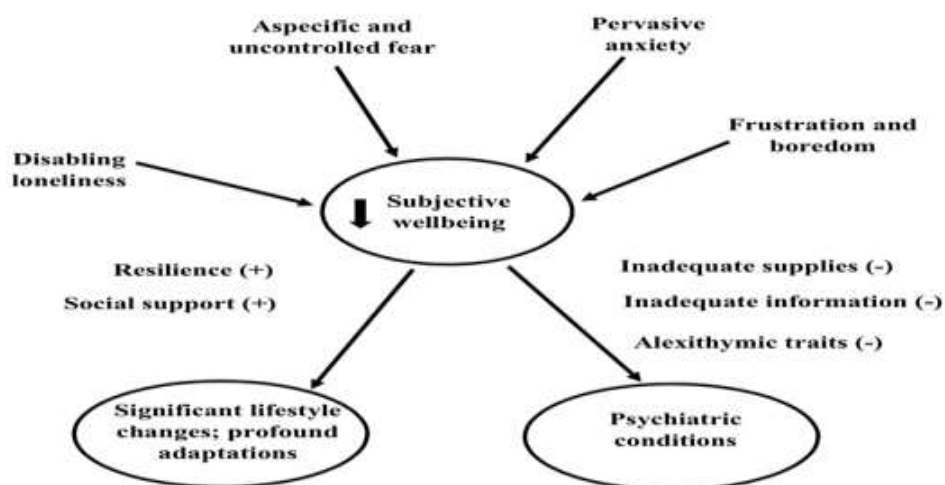 Aspecific and
uncontrolled fear
Pervasive
anxiety
Disabling
loneliness
Frustration and
boredom
Subjective
wellbeing
Resilience (+)
Social support (+)
Inadequate supplies (-)
Inadequate information (-)
Alexithymic traits (-)
Significant lifestyle
changes; profound
adaptations
Psychiatric
conditions